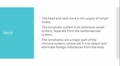 Neck
• The head and neck have a rich supply of lymph nodes.
• The lymphatic system is an extensive vessel system, separate from the cardiovascular system.
• The lymphatics are a major part of the immune system, whose job it is to detect and eliminate foreign substances from the body.